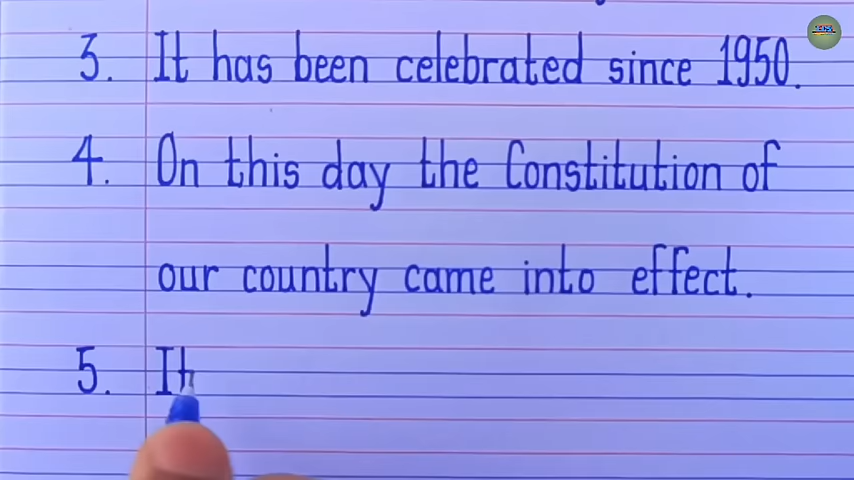 3. It has been celebrated since 1950.
4. On this day the Constitution of
our country came into effect.
5. It